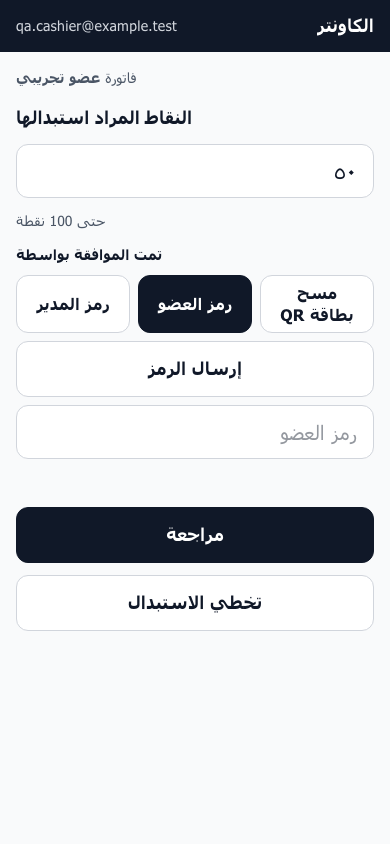 الكاونتر
qa.cashier@example.test
فاتورة عضو تجريبي
النقاط المراد استبدالها
٥٠
حتى 100 نقطة
تمت الموافقة بواسطة
مسح بطاقة QR
رمز العضو
رمز المدير
إرسال الرمز
رمز العضو
مراجعة
تخطي الاستبدال